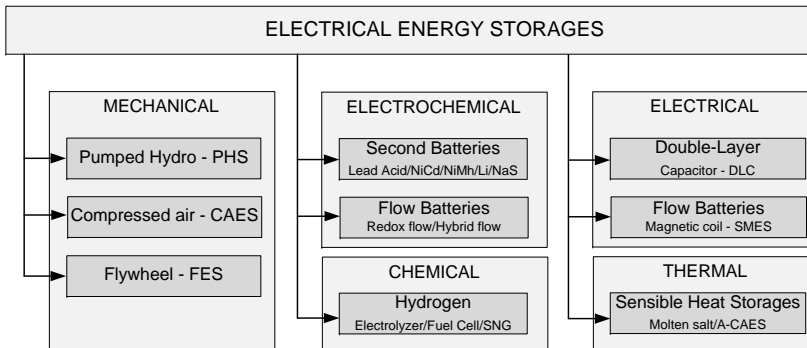 ELECTRICAL ENERGY STORAGES
MECHANICAL
Pumped Hydro - PHS
Compressed air - CAES
Flywheel - FES
ELECTROCHEMICAL
Second Batteries
Lead Acid/NiCd/NiMh/Li/NaS
Flow Batteries
Redox flow/Hybrid flow
CHEMICAL
Hydrogen
Electrolyzer/Fuel Cell/SNG
ELECTRICAL
Double-Layer
Capacitor - DLC
Flow Batteries
Magnetic coil - SMES
THERMAL
Sensible Heat Storages
Molten salt/A-CAES